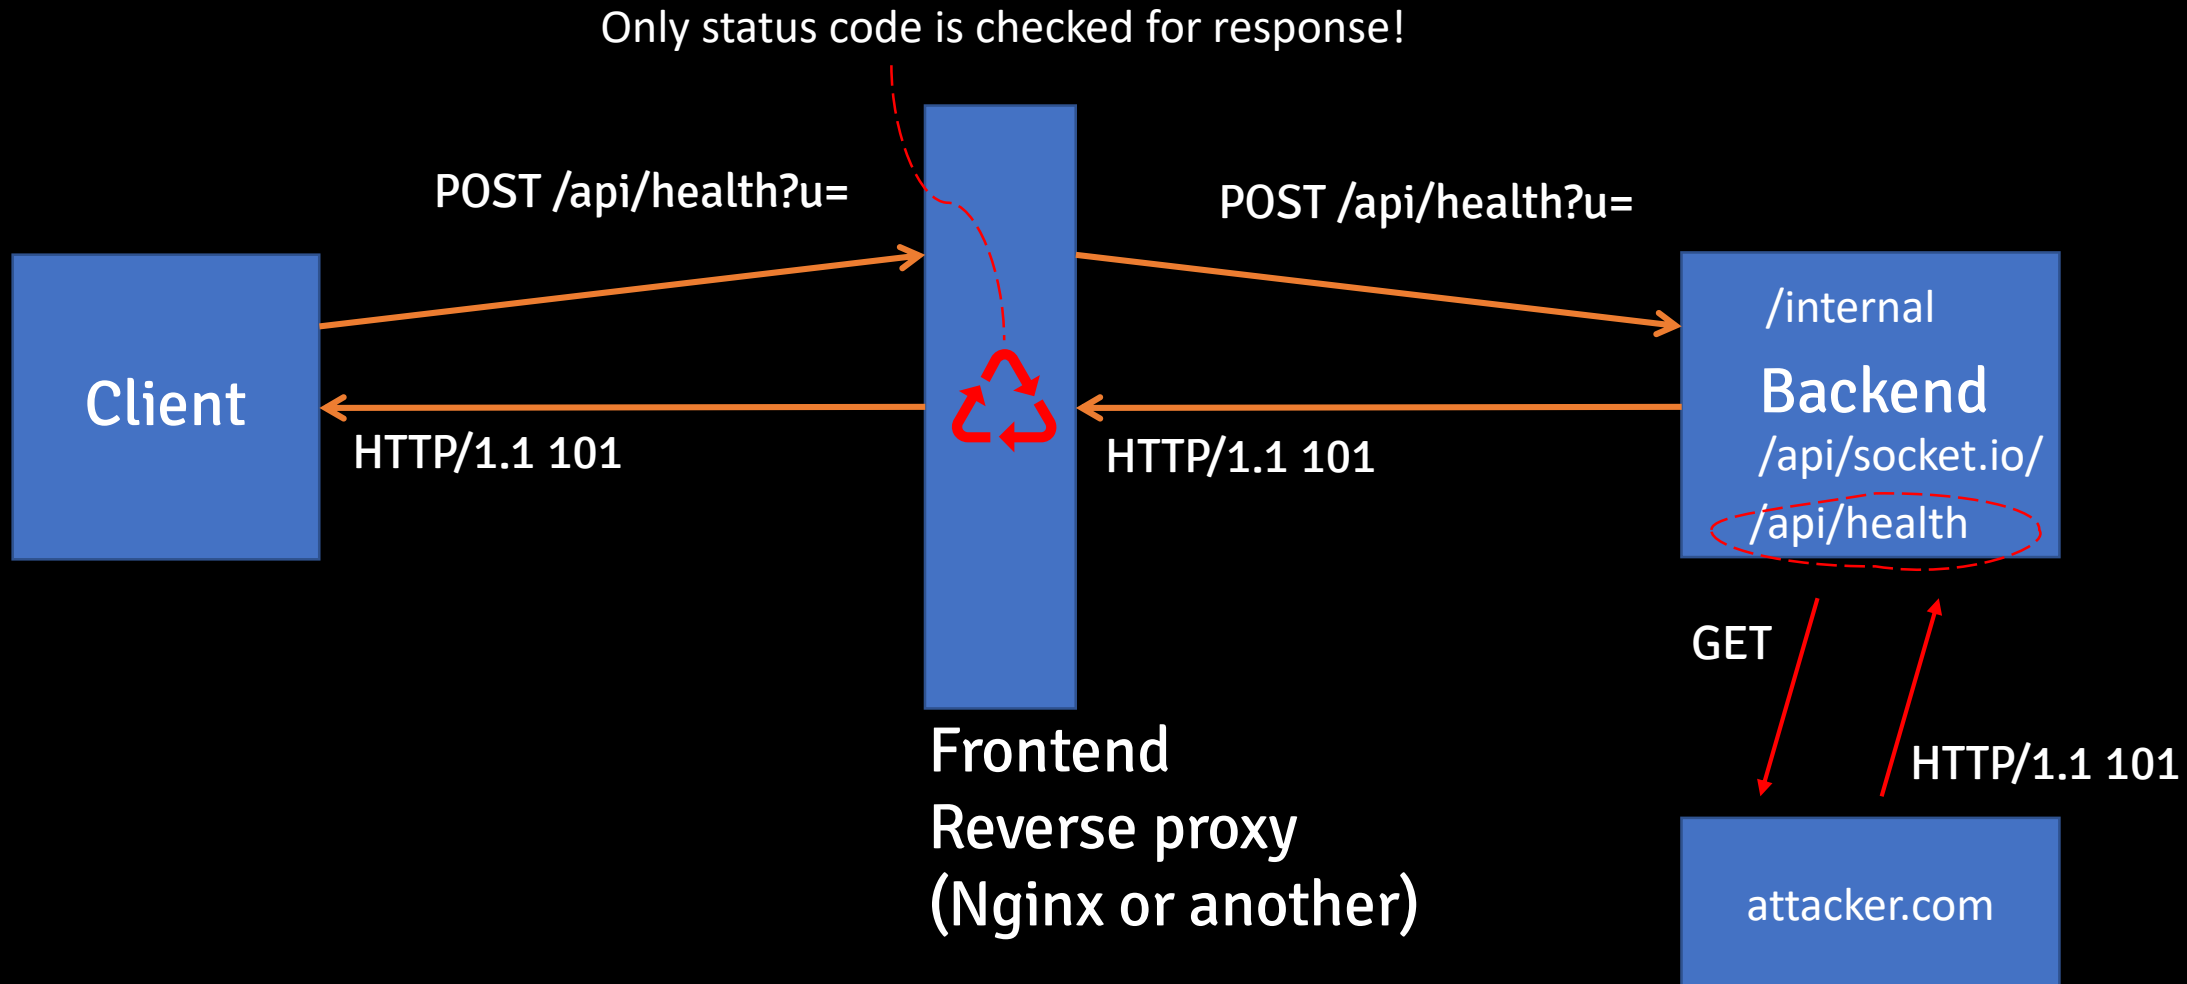 Only status code is checked for response!
POST /api/health?u=
POST /api/health?u=
Client
HTTP/1.1 101
HTTP/1.1 101
/internal
Backend
/api/socket.io/
/api/health
GET
HTTP/1.1 101
attacker.com
Frontend
Reverse proxy
(Nginx or another)